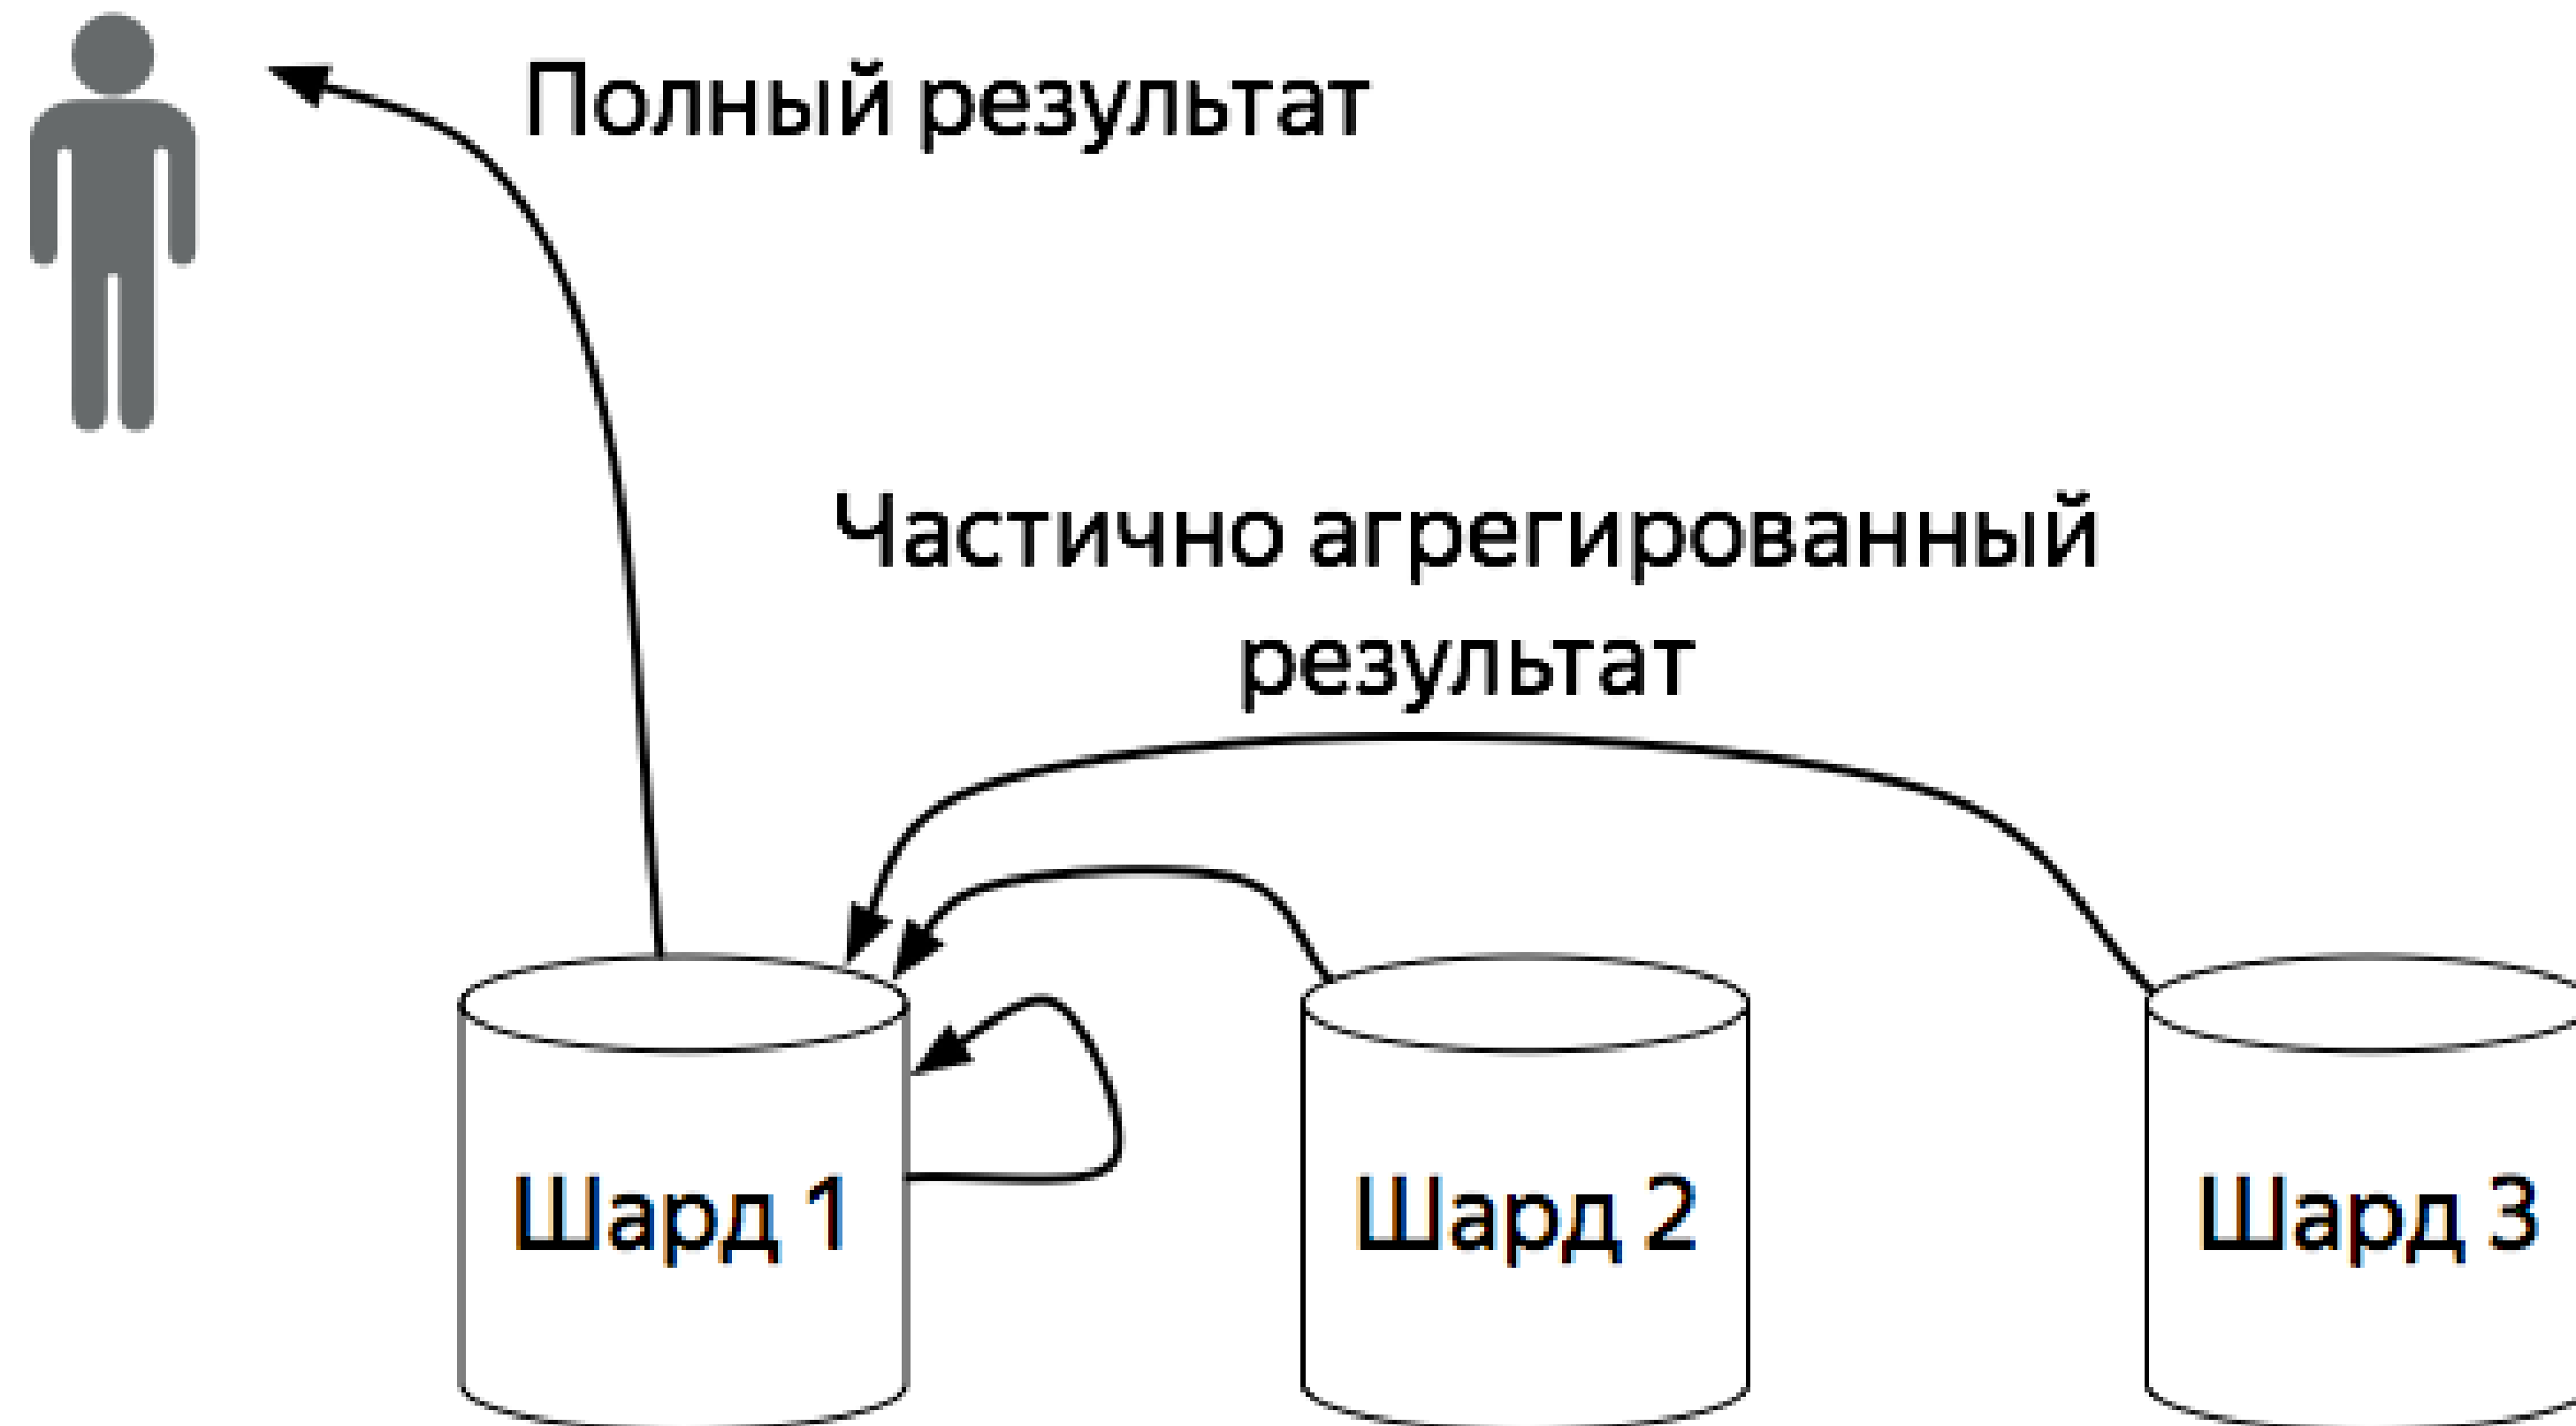 Полный результат
Частично агрегированный
результат
Шард 1
Шард 2
Шард 3